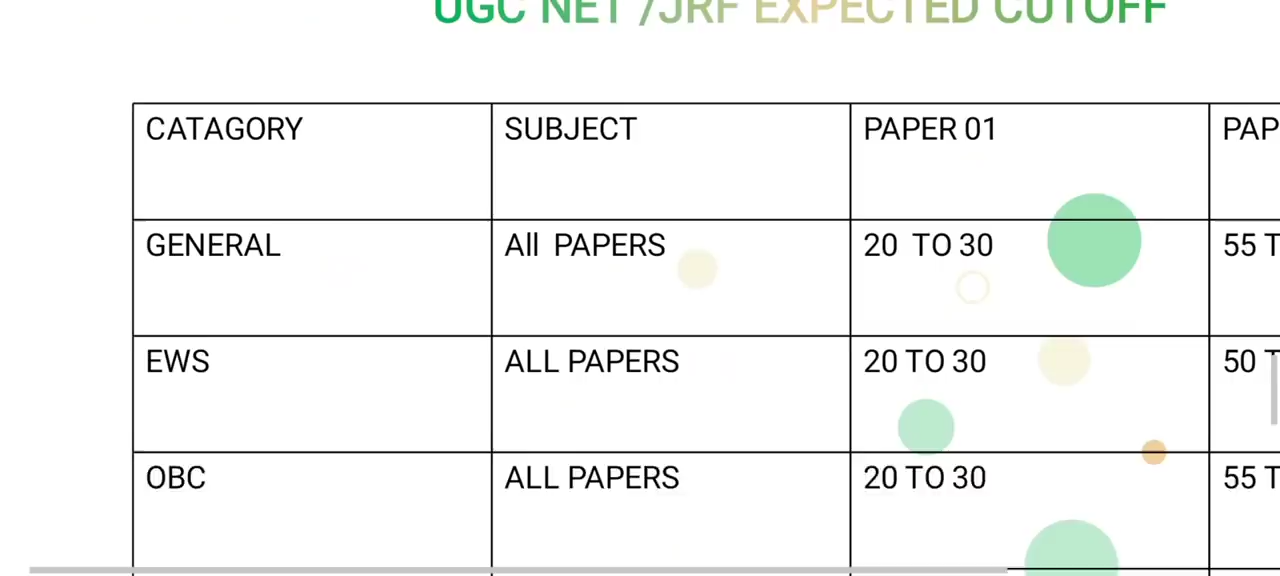 UGC NET /JRF EXPECTED CUTOFF
CATAGORY SUBJECT PAPER 01
GENERAL All PAPERS 20 TO 30 55
EWS ALL PAPERS 20 TO 30 50
OBC ALL PAPERS 20 TO 30 55